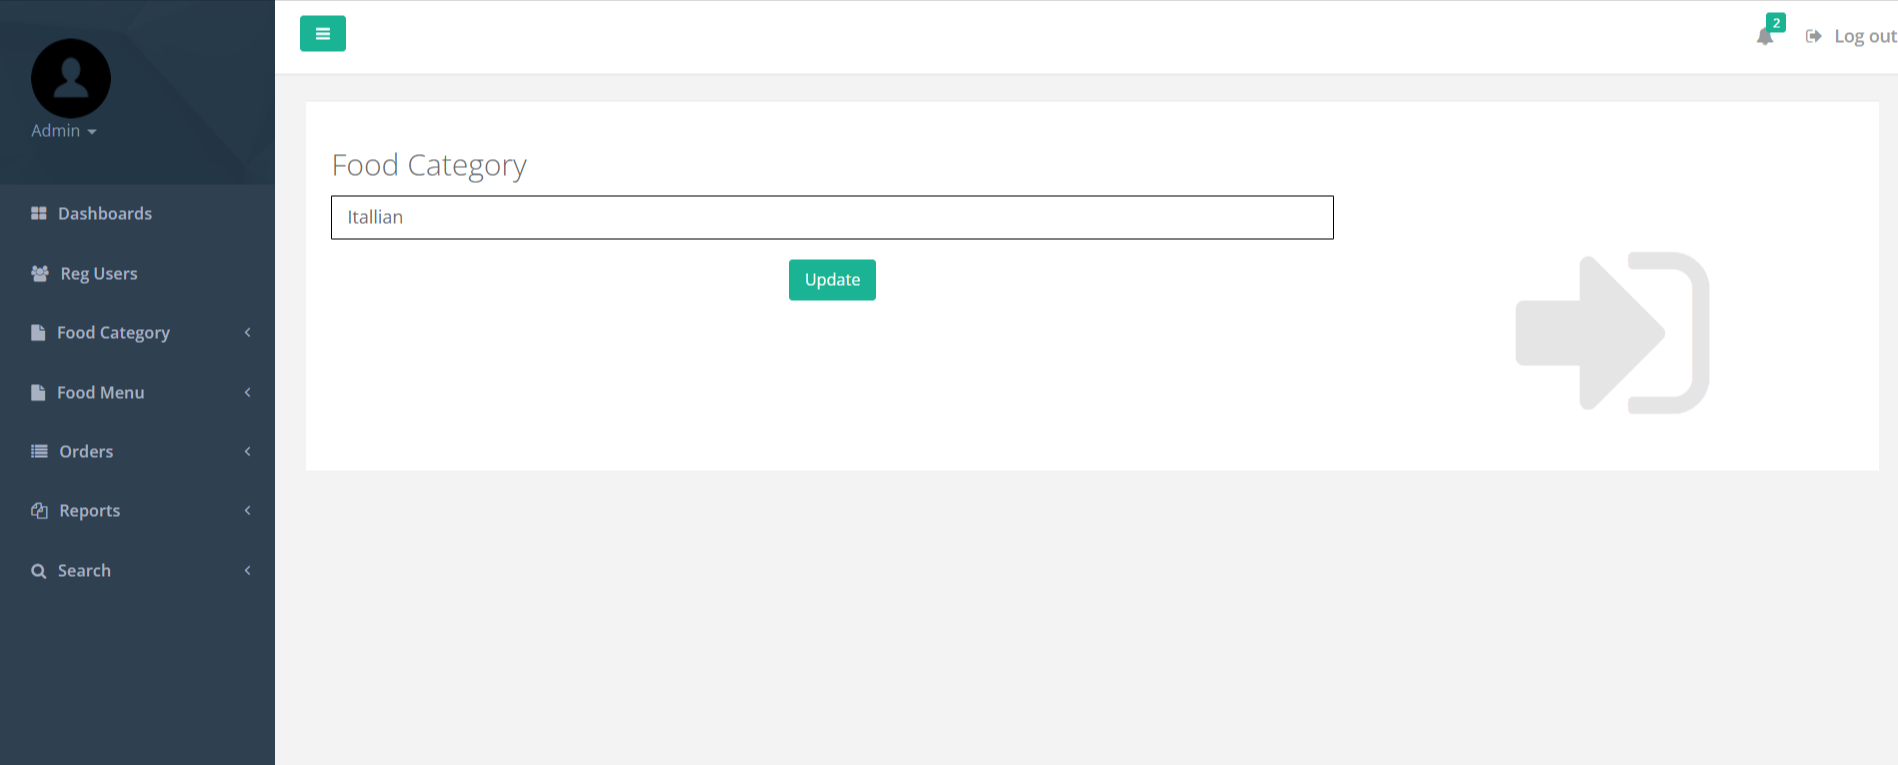 2
Log out
Admin
Dashboards
Reg Users
Food Category
Food Menu
Orders
Reports
Search
Food Category
Itallian
Update